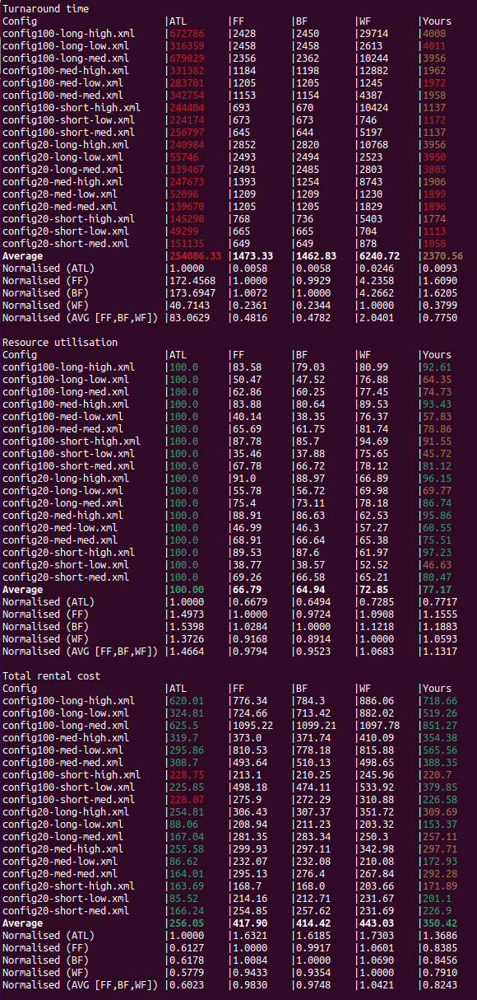 Turnaround time
Config |ATL |FF |BF |WF |Yours
config100-long-high.xml |672786 |2428 |2450 |29714 |4008
config100-long-low.xml |316359 |2458 |2458 |2613 |4011
config100-long-med.xml |679829 |2356 |2362 |10244 |3956
config100-med-high.xml |331382 |1184 |1198 |12882 |1962
config100-med-low.xml |283701 |1205 |1205 |1245 |1972
config100-med-med.xml |342754 |1153 |1154 |4387 |1958
config100-short-high.xml |244404 |693 |670 |10424 |1137
config100-short-low.xml |224174 |673 |673 |746 |1172
config100-short-med.xml |256797 |645 |644 |5197 |1137
config20-long-high.xml |240984 |2852 |2820 |10768 |3956
config20-long-low.xml |55746 |2493 |2494 |2523 |3950
config20-long-med.xml |139467 |2491 |2485 |2803 |3805
config20-med-high.xml |247673 |1393 |1254 |8743 |1906
config20-med-low.xml |52096 |1209 |1209 |1230 |1899
config20-med-med.xml |139670 |1205 |1205 |1829 |1896
config20-short-high.xml |145298 |768 |736 |5403 |1774
config20-short-low.xml |49299 |665 |665 |704 |1113
config20-short-med.xml |151135 |649 |649 |878 |1058
Average |254086.33 |1473.33 |1462.83 |6240.72 |2370.56
Normalised (ATL) |1.0000 |0.0058 |0.0058 |0.0246 |0.0093
Normalised (FF) |172.4568 |1.0000 |0.9929 |4.2358 |1.6090
Normalised (BF) |173.6947 |1.0072 |1.0000 |4.2662 |1.6205
Normalised (WF) |40.7143 |0.2361 |0.2344 |1.0000 |0.3799
Normalised (AVG [FF,BF,WF]) |83.0629 |0.4816 |0.4782 |2.0401 |0.7750
Resource utilisation
Config |ATL |FF |BF |WF |Yours
config100-long-high.xml |100.0 |83.58 |79.03 |80.99 |92.61
config100-long-low.xml |100.0 |50.47 |47.52 |76.88 |64.35
config100-long-med.xml |100.0 |62.86 |60.25 |77.45 |74.73
config100-med-high.xml |100.0 |83.88 |80.64 |89.53 |93.43
config100-med-low.xml |100.0 |40.14 |38.35 |76.37 |57.83
config100-med-med.xml |100.0 |65.69 |61.75 |81.74 |78.86
config100-short-high.xml |100.0 |87.78 |85.7 |94.69 |91.55
config100-short-low.xml |100.0 |35.46 |37.88 |75.65 |45.72
config100-short-med.xml |100.0 |67.78 |66.72 |78.12 |81.12
config20-long-high.xml |100.0 |91.0 |88.97 |66.89 |96.15
config20-long-low.xml |100.0 |55.78 |56.72 |69.98 |69.77
config20-long-med.xml |100.0 |75.4 |73.11 |78.18 |86.74
config20-med-high.xml |100.0 |88.91 |86.63 |62.53 |95.86
config20-med-low.xml |100.0 |46.99 |46.3 |57.27 |60.55
config20-med-med.xml |100.0 |68.91 |66.64 |65.38 |75.51
config20-short-high.xml |100.0 |89.53 |87.6 |61.97 |97.23
config20-short-low.xml |100.0 |38.77 |38.57 |52.52 |46.63
config20-short-med.xml |100.0 |69.26 |66.58 |65.21 |80.47
Average |100.00 |66.79 |64.94 |72.85 |77.17
Normalised (ATL) |1.0000 |0.6679 |0.6494 |0.7285 |0.7717
Normalised (FF) |1.4973 |1.0000 |0.9724 |1.0908 |1.1555
Normalised (BF) |1.5398 |1.0284 |1.0000 |1.1218 |1.1883
Normalised (WF) |1.3726 |0.9168 |0.8914 |1.0000 |1.0593
Normalised (AVG [FF,BF,WF]) |1.4664 |0.9794 |0.9523 |1.0683 |1.1317
Total rental cost
Config |ATL |FF |BF |WF |Yours
config100-long-high.xml |620.01 |776.34 |784.3 |886.06 |718.66
config100-long-low.xml |324.81 |724.66 |713.42 |882.02 |519.26
config100-long-med.xml |625.5 |1095.22 |1099.21 |1097.78 |851.27
config100-med-high.xml |319.7 |373.0 |371.74 |410.09 |354.38
config100-med-low.xml |295.86 |810.53 |778.18 |815.88 |565.56
config100-med-med.xml |308.7 |493.64 |510.13 |498.65 |388.35
config100-short-high.xml |228.75 |213.1 |210.25 |245.96 |220.7
config100-short-low.xml |225.85 |498.18 |474.11 |533.92 |379.85
config100-short-med.xml |228.07 |275.9 |272.29 |310.88 |226.58
config20-long-high.xml |254.81 |306.43 |307.37 |351.72 |309.69
config20-long-low.xml |88.06 |208.94 |211.23 |203.32 |153.37
config20-long-med.xml |167.04 |281.35 |283.34 |250.3 |257.11
config20-med-high.xml |255.58 |299.93 |297.11 |342.98 |297.71
config20-med-low.xml |86.62 |232.07 |232.08 |210.08 |172.93
config20-med-med.xml |164.01 |295.13 |276.4 |267.84 |292.28
config20-short-high.xml |163.69 |168.7 |168.0 |203.66 |171.89
config20-short-low.xml |85.52 |214.16 |212.71 |231.67 |201.1
config20-short-med.xml |166.24 |254.85 |257.62 |231.69 |226.9
Average |256.05 |417.90 |414.42 |443.03 |350.42
Normalised (ATL) |1.0000 |1.6321 |1.6185 |1.7303 |1.3686
Normalised (FF) |0.6127 |1.0000 |0.9917 |1.0601 |0.8385
Normalised (BF) |0.6178 |1.0084 |1.0000 |1.0690 |0.8456
Normalised (WF) |0.5779 |0.9433 |0.9354 |1.0000 |0.7910
Normalised (AVG [FF,BF,WF]) |0.6023 |0.9830 |0.9748 |1.0421 |0.8243